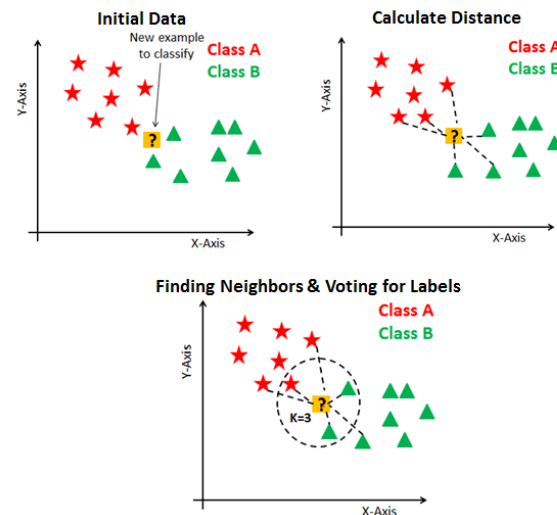 Initial Data
New example
to classify
Class A
Class B
?
Y-Axis
X-Axis
Calculate Distance
Class A
Class B
?
Y-Axis
X-Axis
Finding Neighbors & Voting for Labels
Class A
Class B
?
K=3
Y-Axis
X-Axis